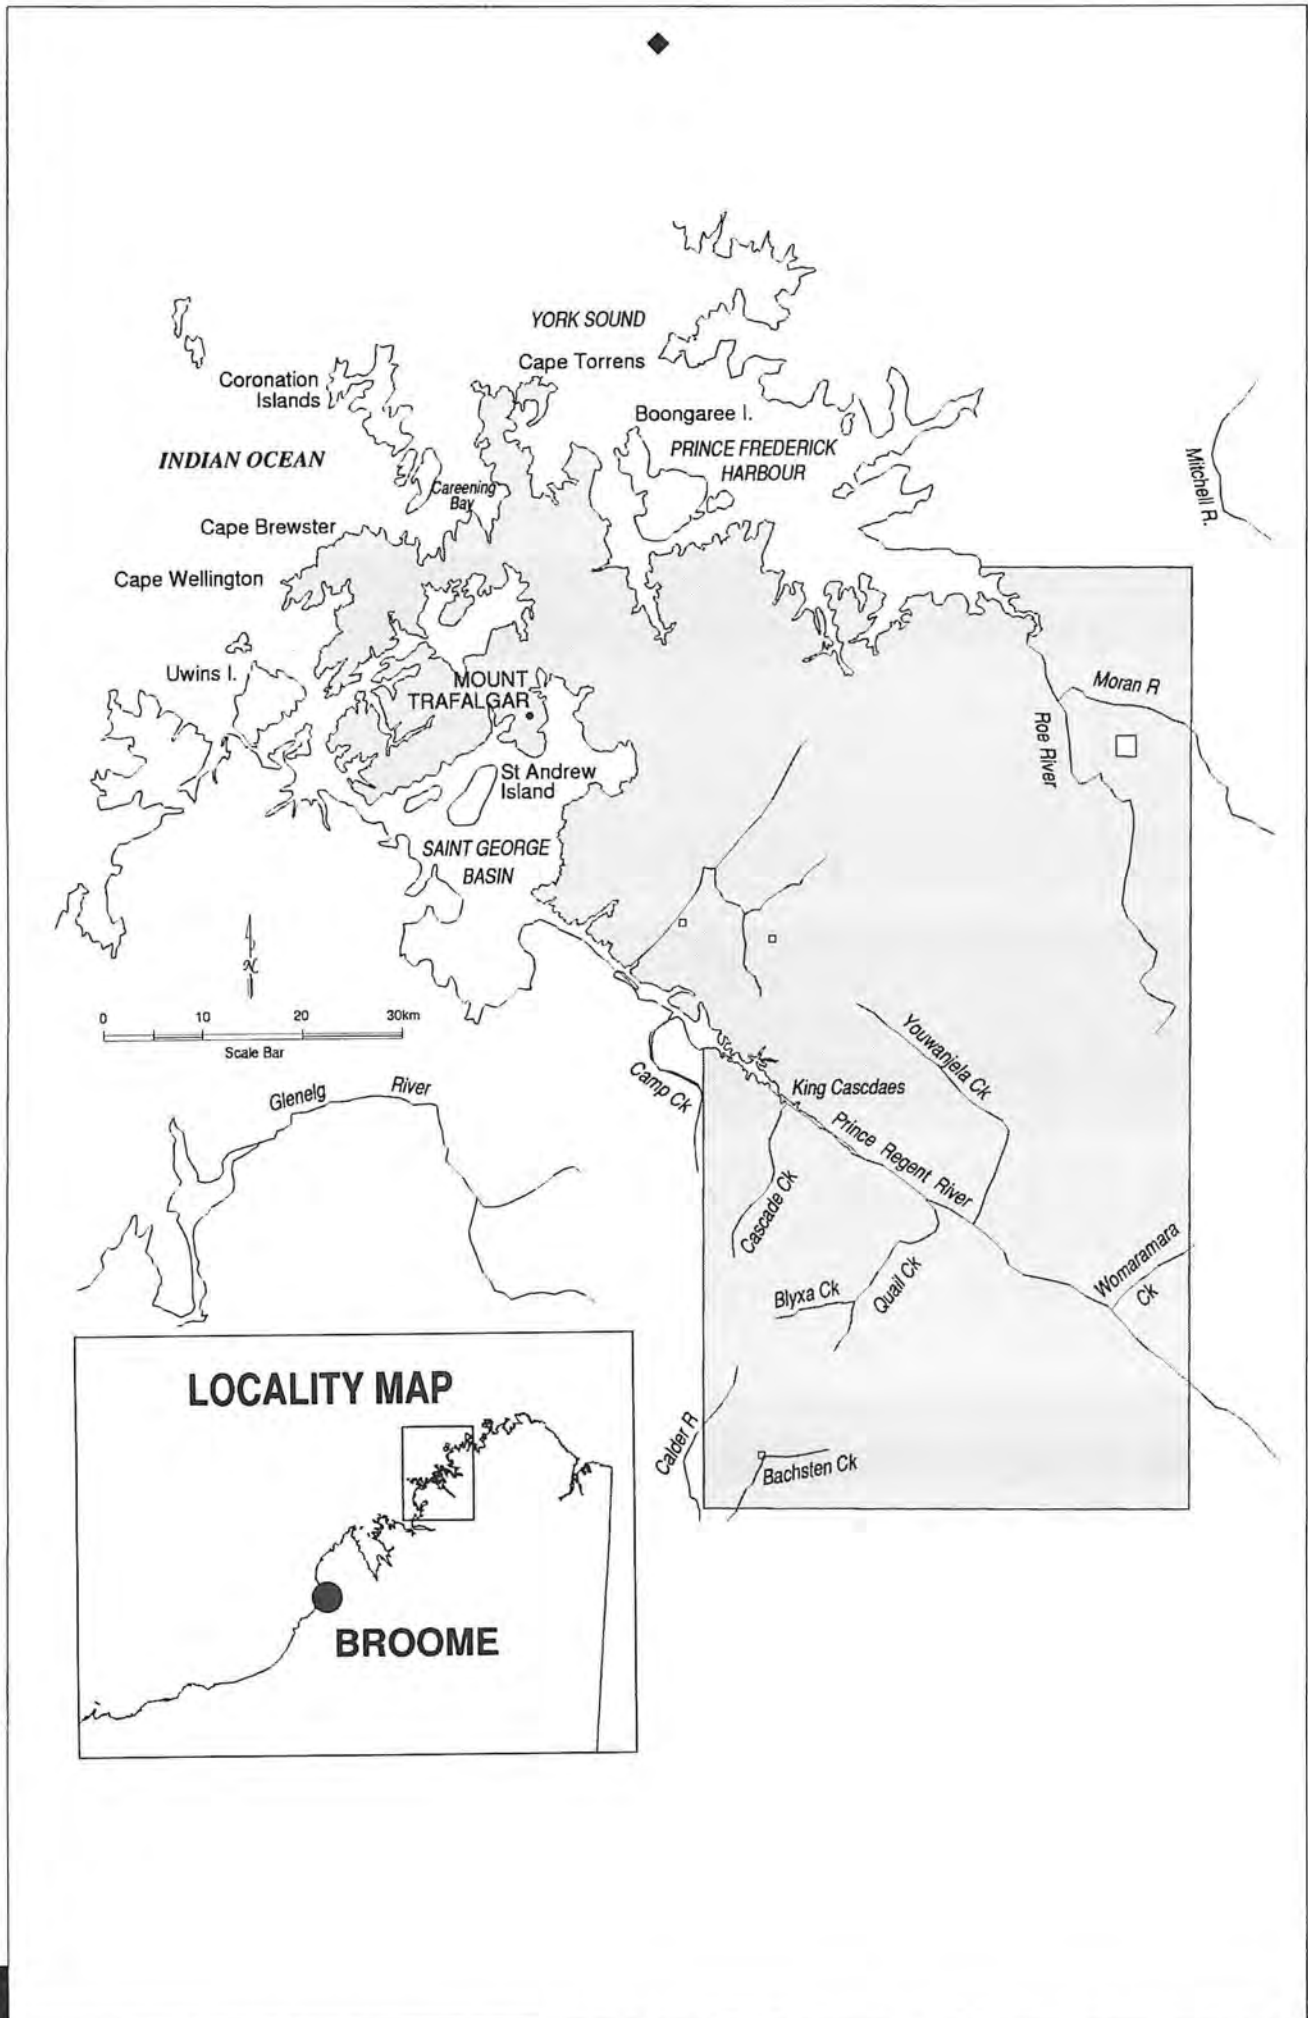 YORK SOUND
Cape Torrens
Coronation
Islands
Boongaree I.
INDIAN OCEAN
PRINCE FREDERICK
HARBOUR
Careening
Bay
Mitchell R.
Cape Brewster
Cape Wellington
Uwins I.
MOUNT
TRAFALGAR
Moran R
Roe River
St Andrew
Island
SAINT GEORGE
BASIN
N
0 10 20 30km
Scale Bar
Youwanjela Ck
Camp Ck
King Cascdaes
Glenelg River
Prince Regent River
Cascade Ck
Womaramara
Ck
Blyxa Ck
Quail Ck
LOCALITY MAP
Calder R
Bachsten Ck
BROOME